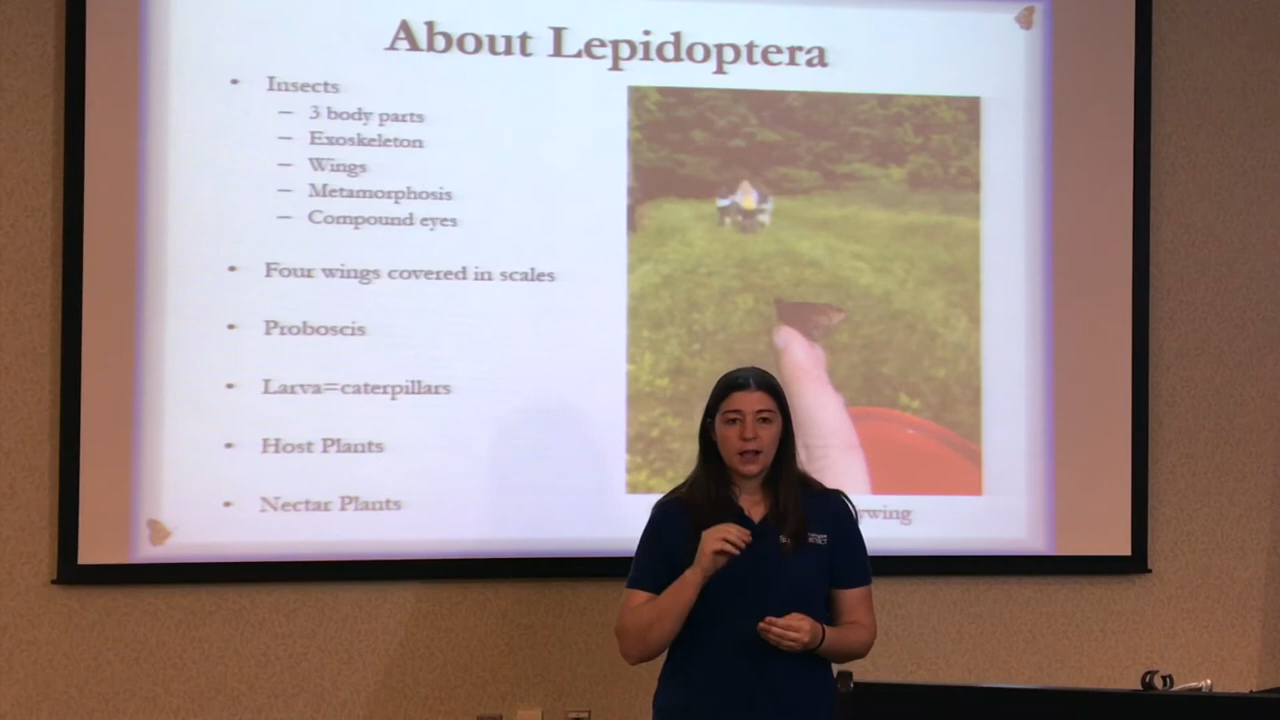 About Lepidoptera
• Insects
– 3 body parts
– Exoskeleton
– Wings
– Metamorphosis
– Compound eyes
• Four wings covered in scales
• Proboscis
• Larva=caterpillars
• Host Plants
• Nectar Plants
ywing